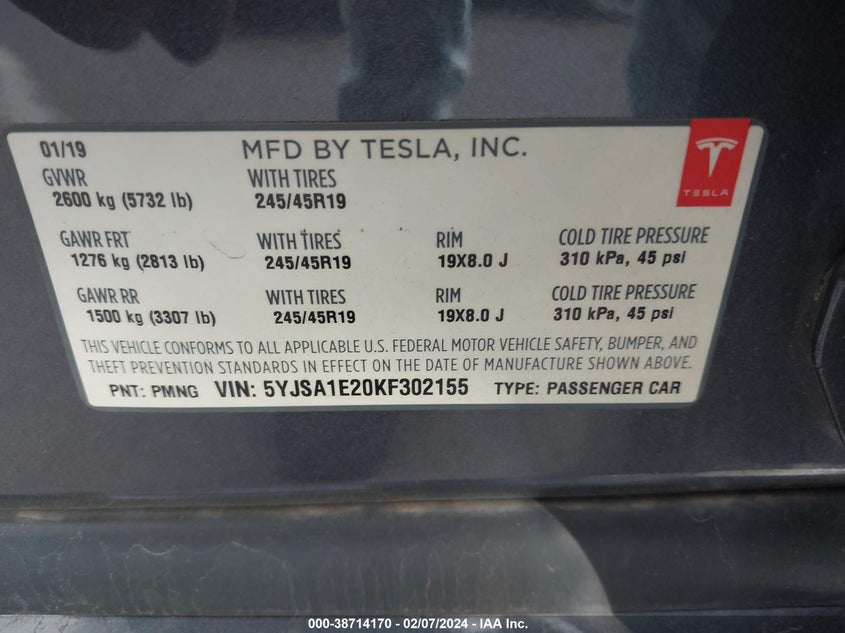 01/19 MFD BY TESLA, INC.
TESLA
GVWR WITH TIRES
2600 kg (5732 lb) 245/45R19
GAWR FRT WITH TIRES RIM COLD TIRE PRESSURE
1276 kg (2813 lb) 245/45R19 19X8.0 J 310 kPa, 45 psi
GAWR RR WITH TIRES RIM COLD TIRE PRESSURE
1500 kg (3307 lb) 245/45R19 19X8.0 J 310 kPa, 45 psi
THIS VEHICLE CONFORMS TO ALL APPLICABLE U.S. FEDERAL MOTOR VEHICLE SAFETY, BUMPER, AND
THEFT PREVENTION STANDARDS IN EFFECT ON THE DATE OF MANUFACTURE SHOWN ABOVE.
PNT: PMNG VIN: 5YJSA1E20KF302155 TYPE: PASSENGER CAR
000-38714170 - 02/07/2024 - IAA Inc.